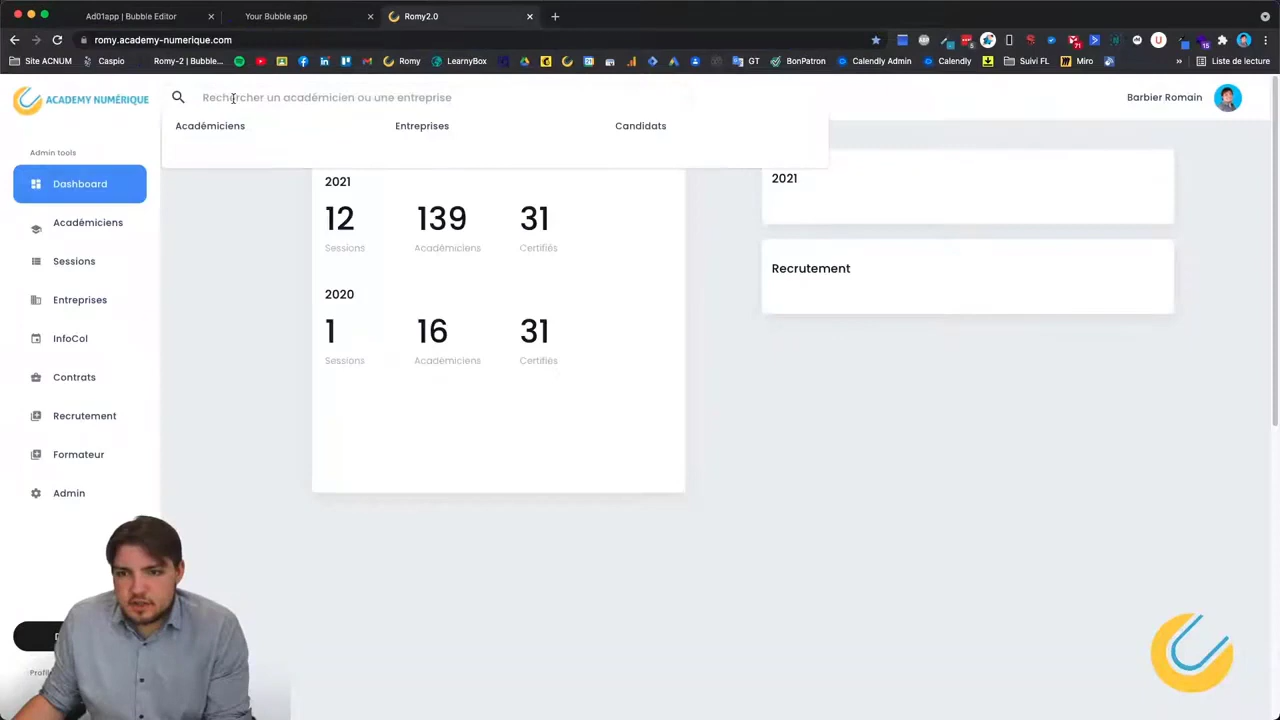 Ad01app | Bubble Editor
Your Bubble app
Romy2.0
romy.academy-numerique.com
Site ACNUM
Caspio
Romy-2 | Bubble...
Romy
LearnyBox
GT
BonPatron
Calendly Admin
Suivi FL
Calendly
Miro
Liste de lecture
ACADEMY NUMÉRIQUE
Rechercher un académicien ou une entreprise
Barbier Romain
Académiciens
Entreprises
Candidats
Admin tools
Dashboard
Académiciens
Sessions
Entreprises
InfoCol
Contrats
Recrutement
Formateur
Admin
2021
12
139
31
Sessions
Académiciens
Certifiés
2020
1
16
31
Sessions
Académiciens
Certifiés
2021
Recrutement